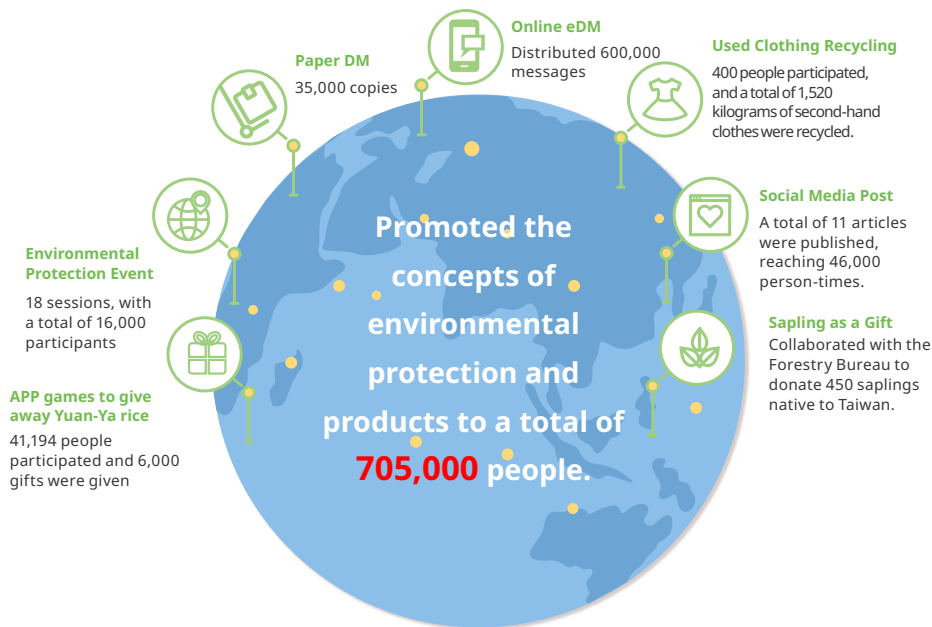 Online eDM
Distributed 600,000
messages
Paper DM
35,000 copies
Used Clothing Recycling
400 people participated,
and a total of 1,520
kilograms of second-hand
clothes were recycled.
Environmental
Protection Event
18 sessions, with
a total of 16,000
participants
Social Media Post
A total of 11 articles
were published,
reaching 46,000
person-times.
APP games to give
away Yuan-Ya rice
41,194 people
participated and 6,000
gifts were given
Sapling as a Gift
Collaborated with the
Forestry Bureau to
donate 450 saplings
native to Taiwan.
Promoted the
concepts of
environmental
protection and
products to a total of
705,000 people.